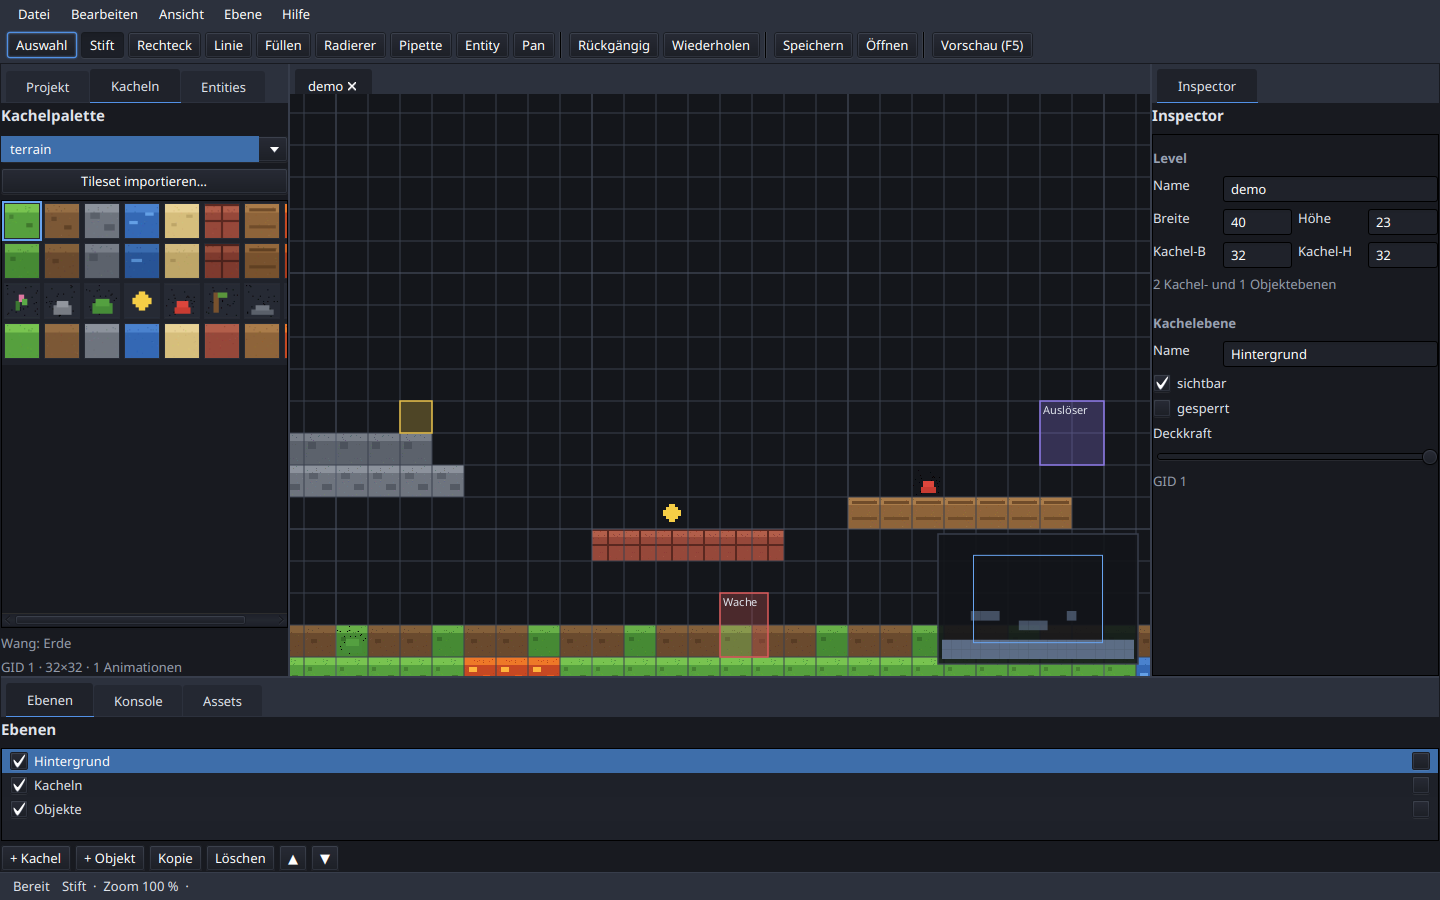 Datei Bearbeiten Ansicht Ebene Hilfe
Auswahl Stift Rechteck Linie Füllen Radierer Pipette Entity Pan Rückgängig Wiederholen Speichern Öffnen Vorschau (F5)
Projekt Kacheln Entities
demo
Inspector
Kachelpalette
terrain
Tileset importieren...
Wang: Erde
GID 1 · 32×32 · 1 Animationen
Auslöser
Wache
Inspector
Level
Name demo
Breite 40 Höhe 23
Kachel-B 32 Kachel-H 32
2 Kachel- und 1 Objektebenen
Kachelebene
Name Hintergrund
sichtbar
gesperrt
Deckkraft
GID 1
Ebenen Konsole Assets
Ebenen
Hintergrund
Kacheln
Objekte
+ Kachel + Objekt Kopie Löschen ▲ ▼
Bereit Stift · Zoom 100 % ·